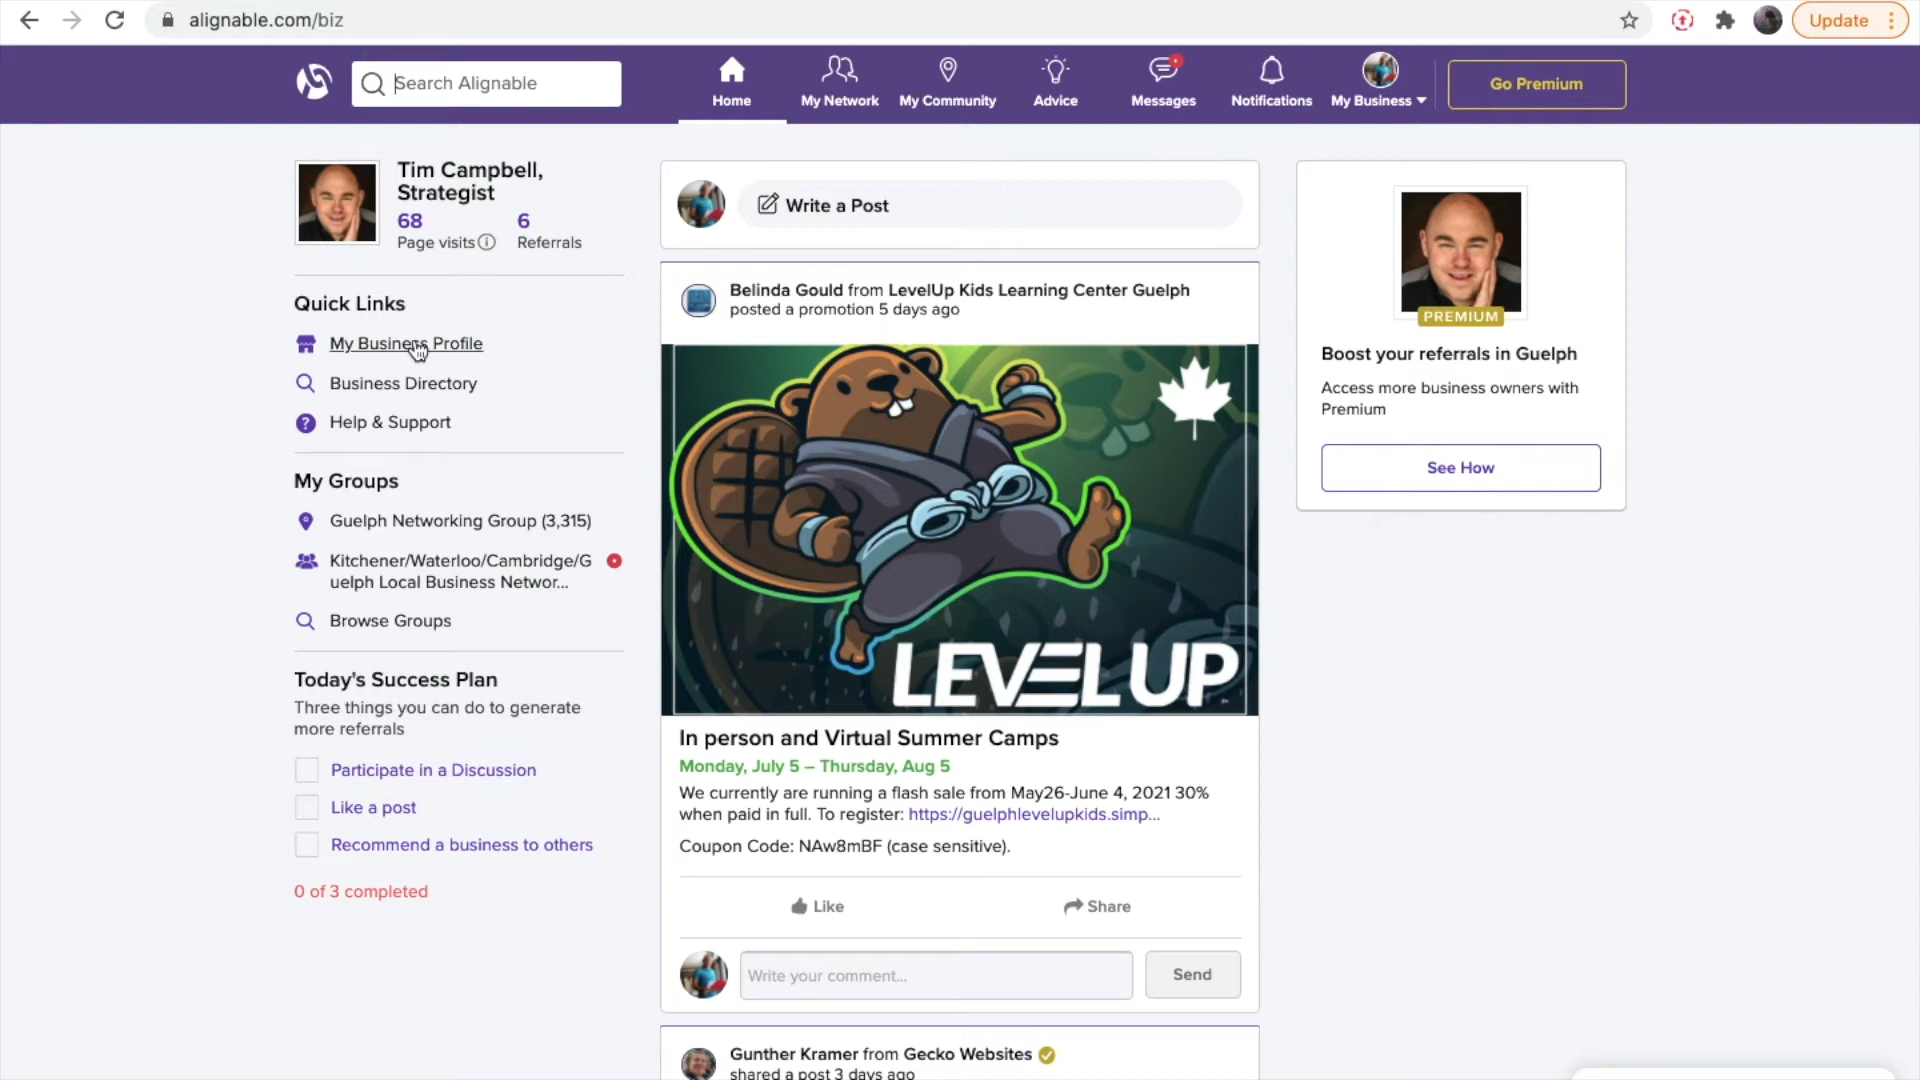 alignable.com/biz
Update
Search Alignable
Home
My Network
My Community
Advice
Messages
Notifications
My Business
Go Premium
Tim Campbell,
Strategist
68
6
Page visits
Referrals
Quick Links
My Business Profile
Business Directory
Help & Support
My Groups
Guelph Networking Group (3,315)
Kitchener/Waterloo/Cambridge/G
uelph Local Business Networ...
Browse Groups
Today's Success Plan
Three things you can do to generate
more referrals
Participate in a Discussion
Like a post
Recommend a business to others
0 of 3 completed
Write a Post
Belinda Gould from LevelUp Kids Learning Center Guelph
posted a promotion 5 days ago
LEVEL UP
In person and Virtual Summer Camps
Monday, July 5 – Thursday, Aug 5
We currently are running a flash sale from May26-June 4, 2021 30%
when paid in full. To register: https://guelphlevelupkids.simp...
Coupon Code: NAw8mBF (case sensitive).
Like
Share
Write your comment...
Send
Gunther Kramer from Gecko Websites
shared a post 3 days ago
PREMIUM
Boost your referrals in Guelph
Access more business owners with
Premium
See How